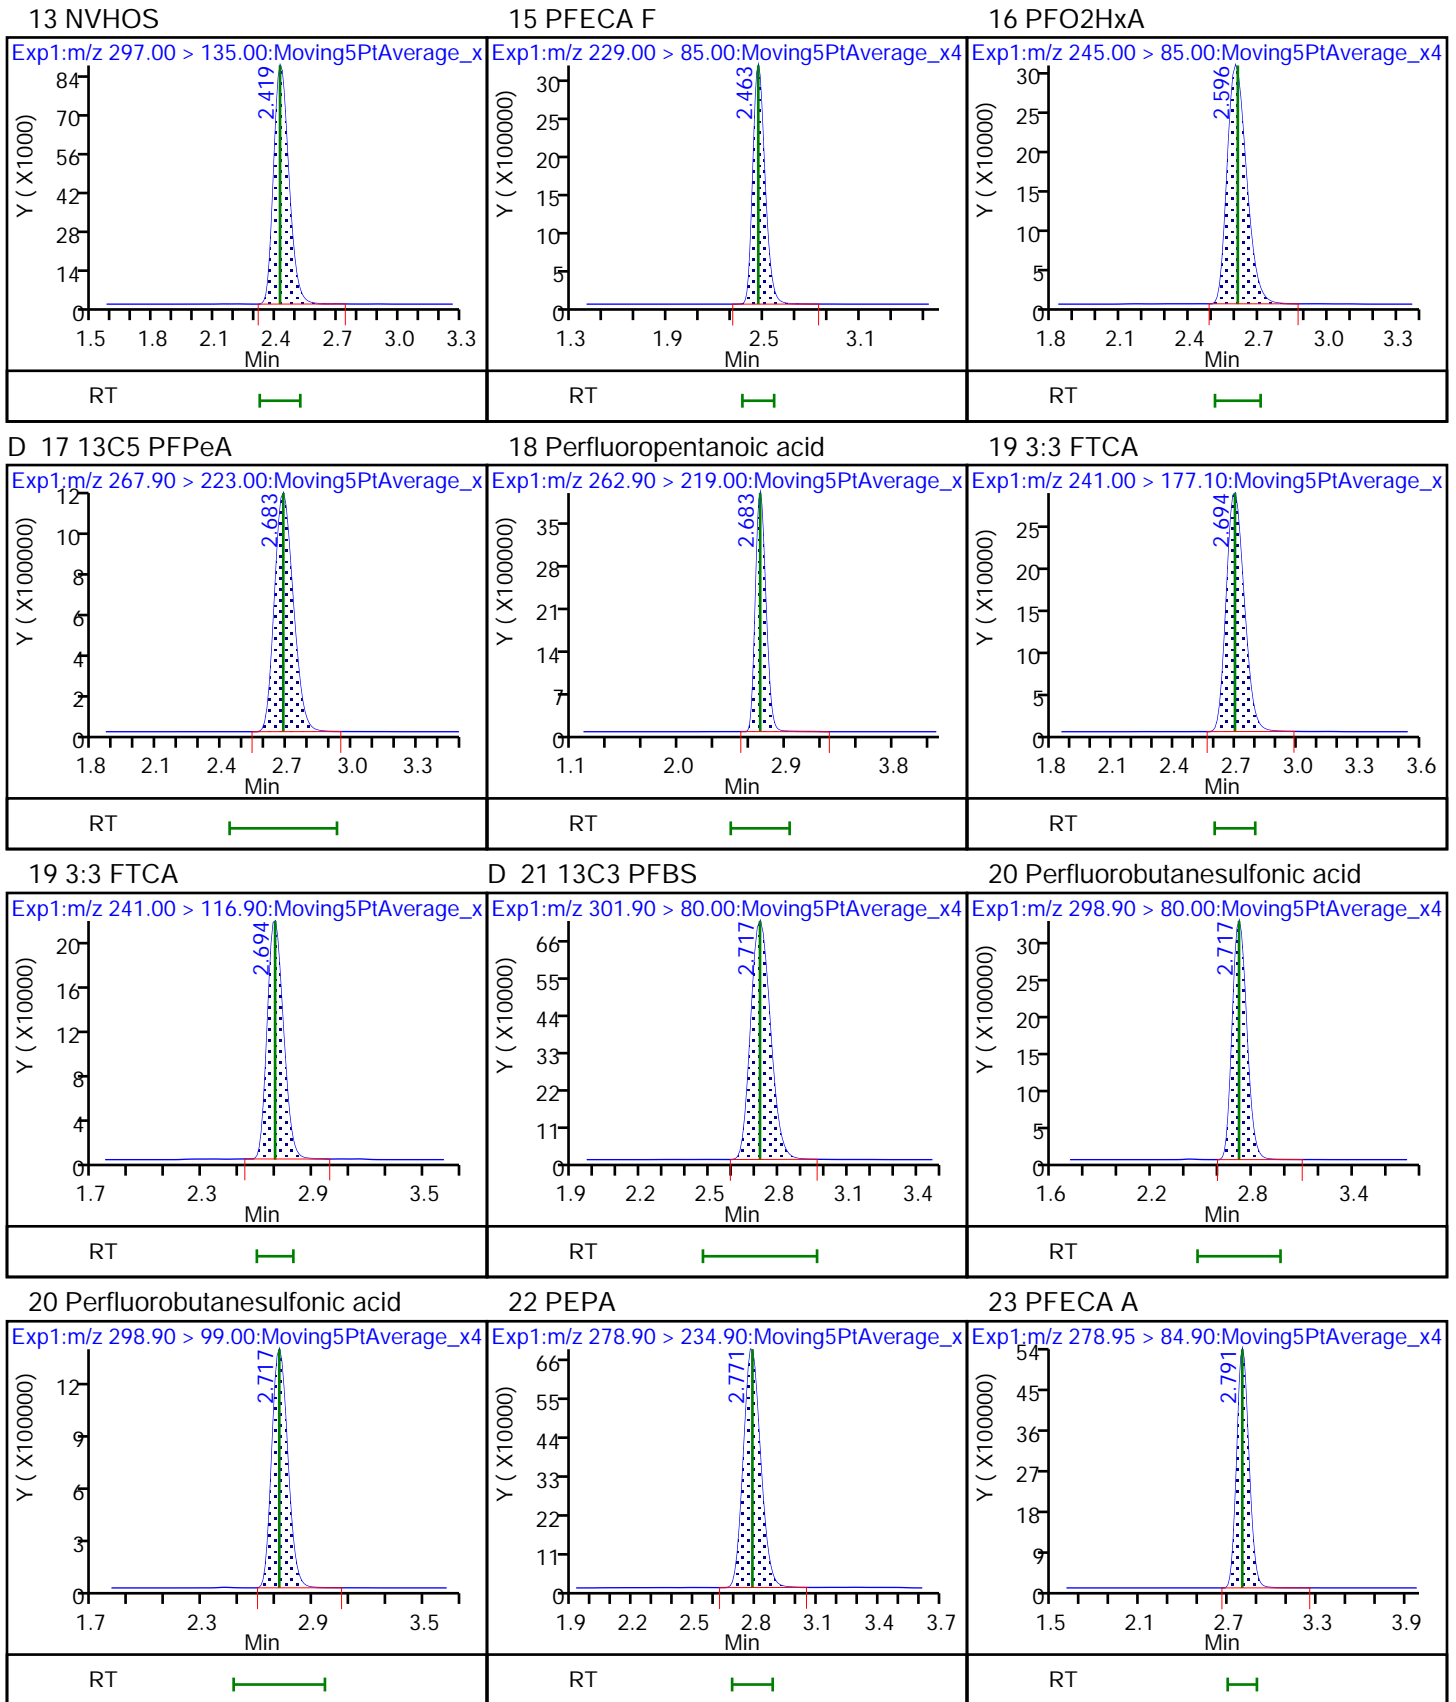 13 NVHOS
Exp1:m/z 297.00 > 135.00:Moving5PtAverage_x
Y ( X10000)
84
70
56
42
28
14
0
2.419
1.5 1.8 2.1 2.4 2.7 3.0 3.3
Min
RT
15 PFECA F
Exp1:m/z 229.00 > 85.00:Moving5PtAverage_x4
Y ( X100000)
30
25
20
15
10
5
0
2.463
1.3 1.9 2.5 3.1
Min
RT
16 PFO2HxA
Exp1:m/z 245.00 > 85.00:Moving5PtAverage_x4
Y ( X10000)
30
25
20
15
10
5
0
2.596
1.8 2.1 2.4 2.7 3.0 3.3
Min
RT
D 17 13C5 PFPeA
Exp1:m/z 267.90 > 223.00:Moving5PtAverage_x
Y ( X100000)
12
10
8
6
4
2
0
2.683
1.8 2.1 2.4 2.7 3.0 3.3
Min
RT
18 Perfluoropentanoic acid
Exp1:m/z 262.90 > 219.00:Moving5PtAverage_x
Y ( X100000)
35
28
21
14
7
0
2.683
1.1 2.0 2.9 3.8
Min
RT
19 3:3 FTCA
Exp1:m/z 241.00 > 177.10:Moving5PtAverage_x
Y ( X10000)
25
20
15
10
5
0
2.694
1.8 2.1 2.4 2.7 3.0 3.3 3.6
Min
RT
19 3:3 FTCA
Exp1:m/z 241.00 > 116.90:Moving5PtAverage_x
Y ( X10000)
20
16
12
8
4
0
2.694
1.7 2.3 2.9 3.5
Min
RT
D 21 13C3 PFBS
Exp1:m/z 301.90 > 80.00:Moving5PtAverage_x4
Y ( X10000)
66
55
44
33
22
11
0
2.717
1.9 2.2 2.5 2.8 3.1 3.4
Min
RT
20 Perfluorobutanesulfonic acid
Exp1:m/z 298.90 > 80.00:Moving5PtAverage_x4
Y ( X100000)
30
25
20
15
10
5
0
2.717
1.6 2.2 2.8 3.4
Min
RT
20 Perfluorobutanesulfonic acid
Exp1:m/z 298.90 > 99.00:Moving5PtAverage_x4
Y ( X100000)
12
9
6
3
0
2.717
1.7 2.3 2.9 3.5
Min
RT
22 PEPA
Exp1:m/z 278.90 > 234.90:Moving5PtAverage_x
Y ( X10000)
66
55
44
33
22
11
0
2.771
1.9 2.2 2.5 2.8 3.1 3.4 3.7
Min
RT
23 PFECA A
Exp1:m/z 278.95 > 84.90:Moving5PtAverage_x4
Y ( X100000)
54
45
36
27
18
9
0
2.791
1.5 2.1 2.7 3.3 3.9
Min
RT